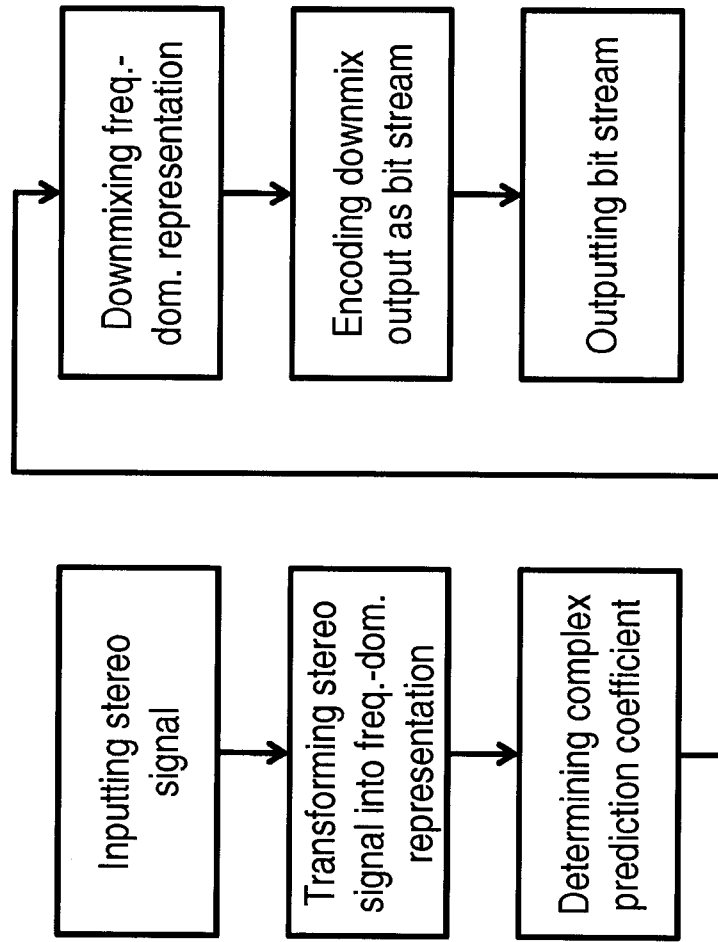 Inputting stereo
signal
Transforming stereo
signal into freq.-dom.
representation
Determining complex
prediction coefficient
Downmixing freq.-
dom. representation
Encoding downmix
output as bit stream
Outputting bit stream